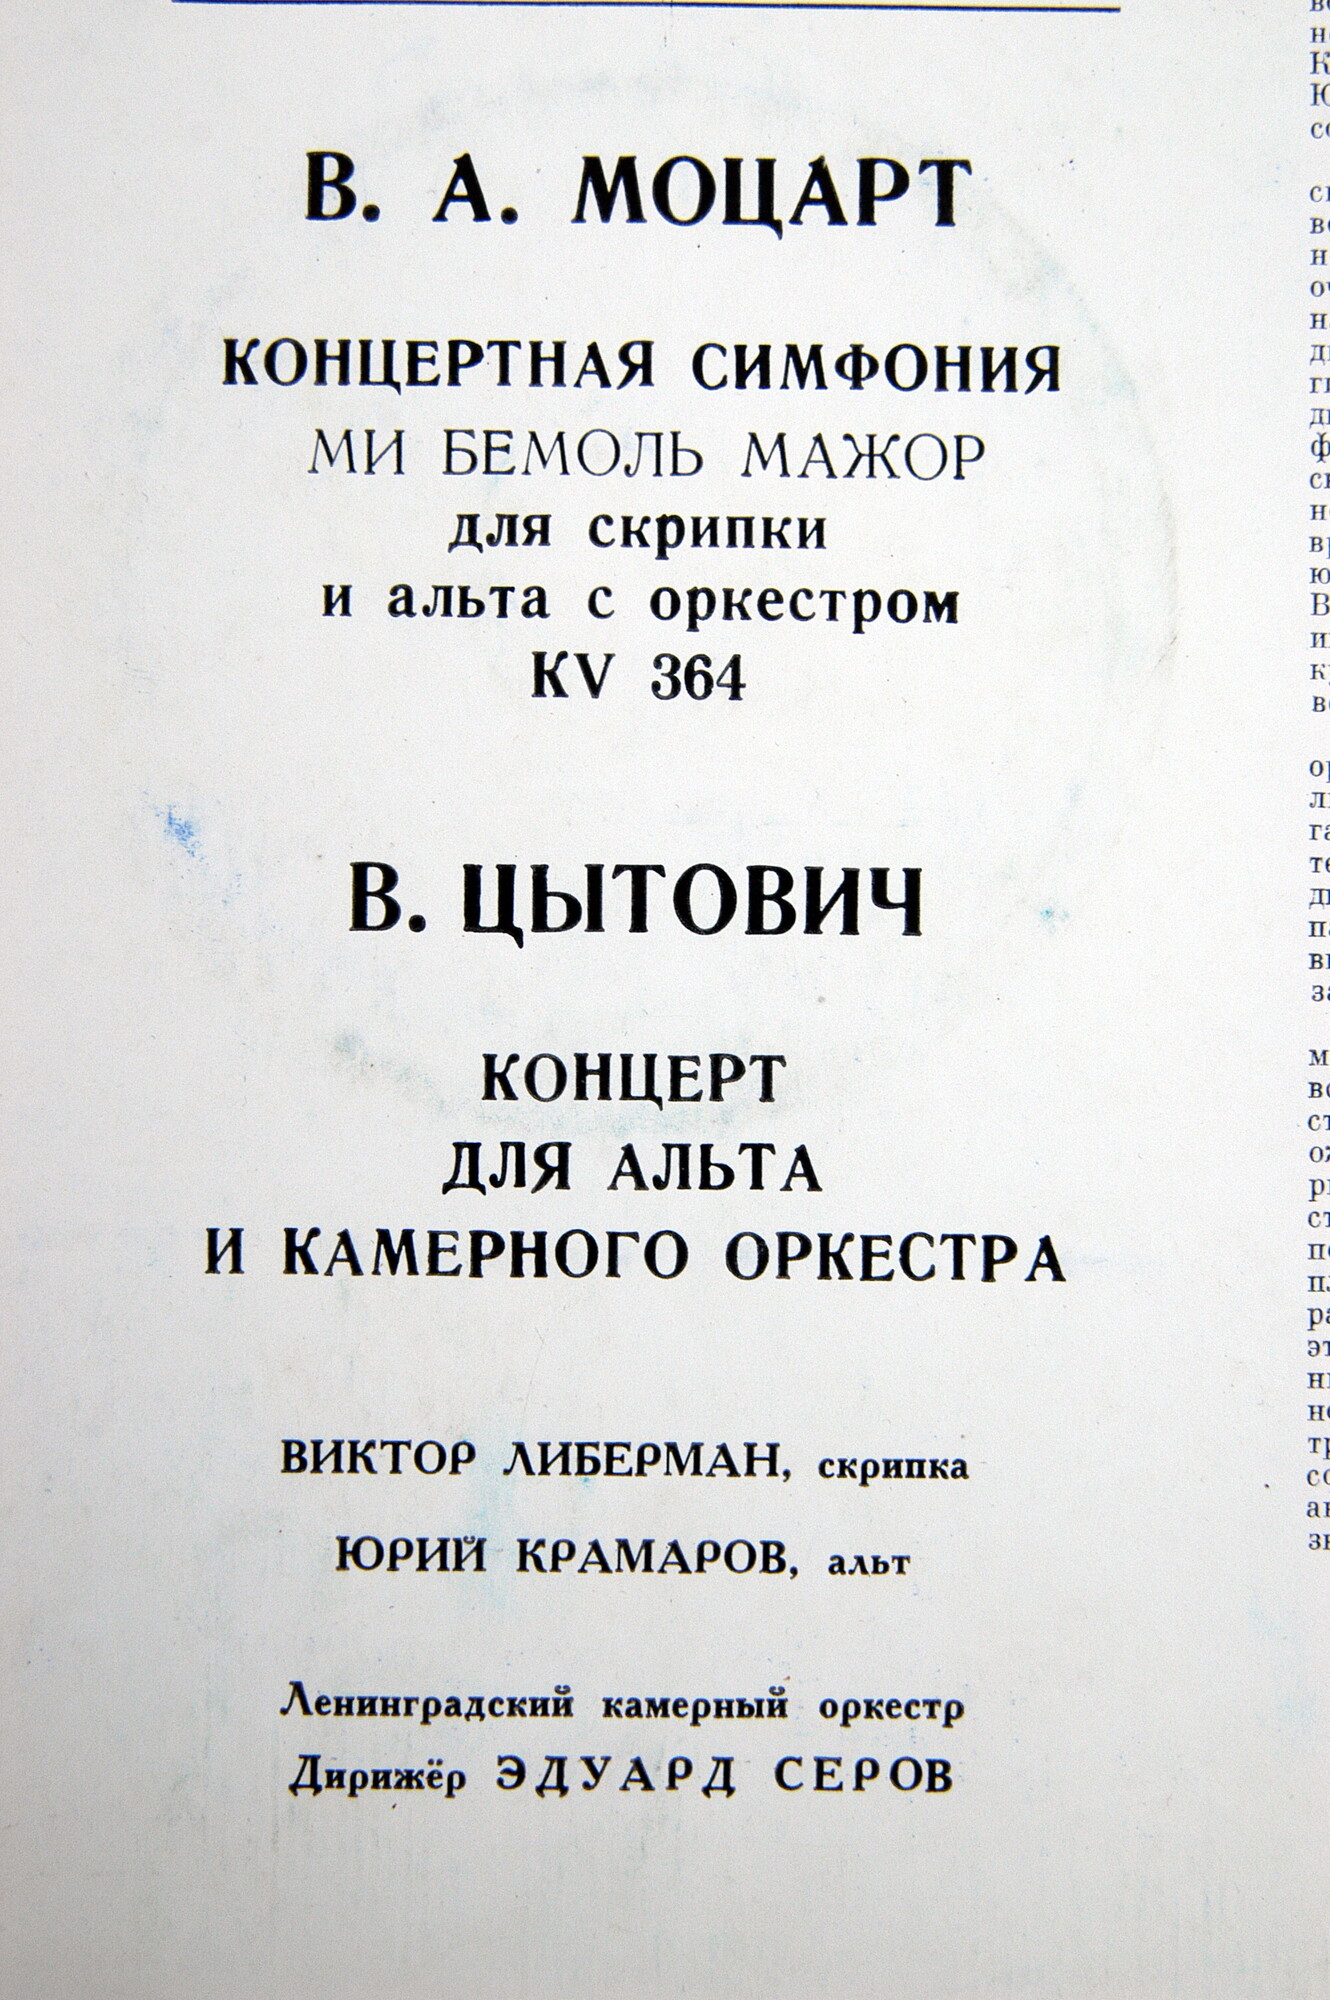 В. А. МОЦАРТ
КОНЦЕРТНАЯ СИМФОНИЯ
МИ БЕМОЛЬ МАЖОР
для скрипки
и альта с оркестром
KV 364
В. ЦЫТОВИЧ
КОНЦЕРТ
ДЛЯ АЛЬТА
И КАМЕРНОГО ОРКЕСТРА
ВИКТОР ЛИБЕРМАН, скрипка
ЮРИЙ КРАМАРОВ, альт
Ленинградский камерный оркестр
Дирижёр ЭДУАРД СЕРОВ